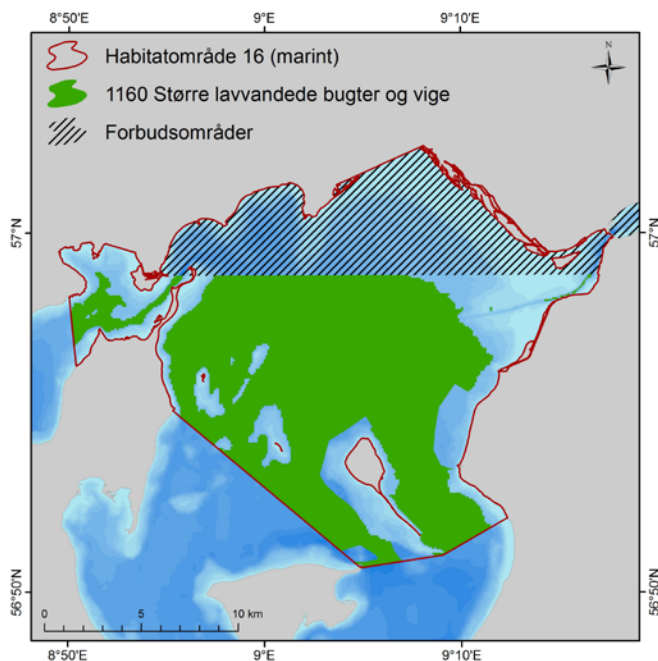 8°50'E 9°E 9°10'E
N
Habitatområde 16 (marint)
1160 Større lavvandede bugter og vige
Forbudsområder
57°N 57°N
56°50'N 56°50'N
0 5 10 km
8°50'E 9°E 9°10'E